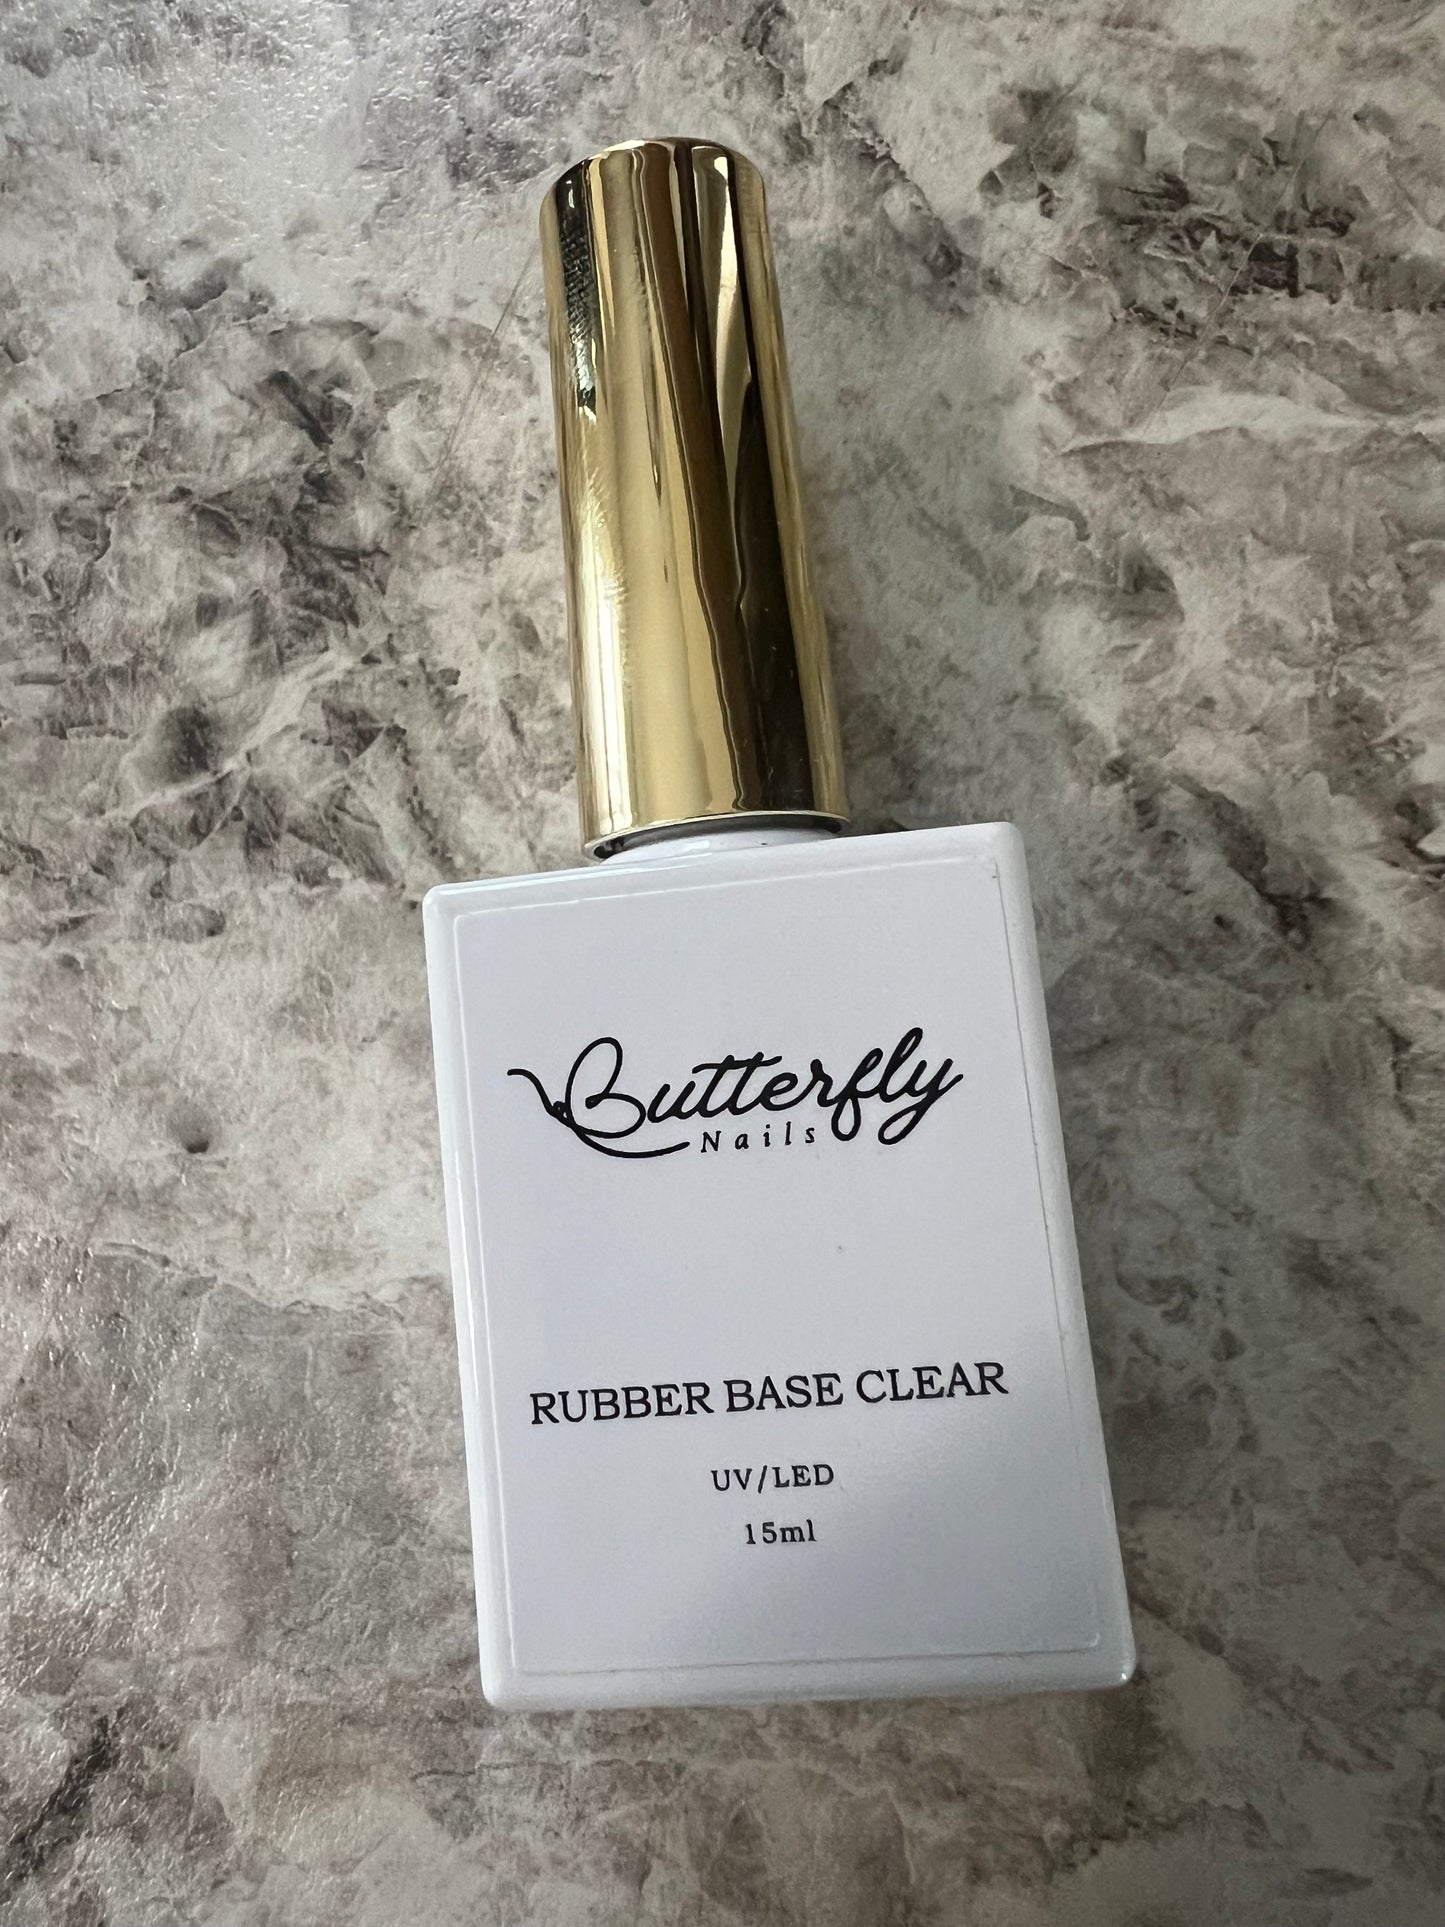 Butterfly
Nails
RUBBER BASE CLEAR
UV/LED
15ml